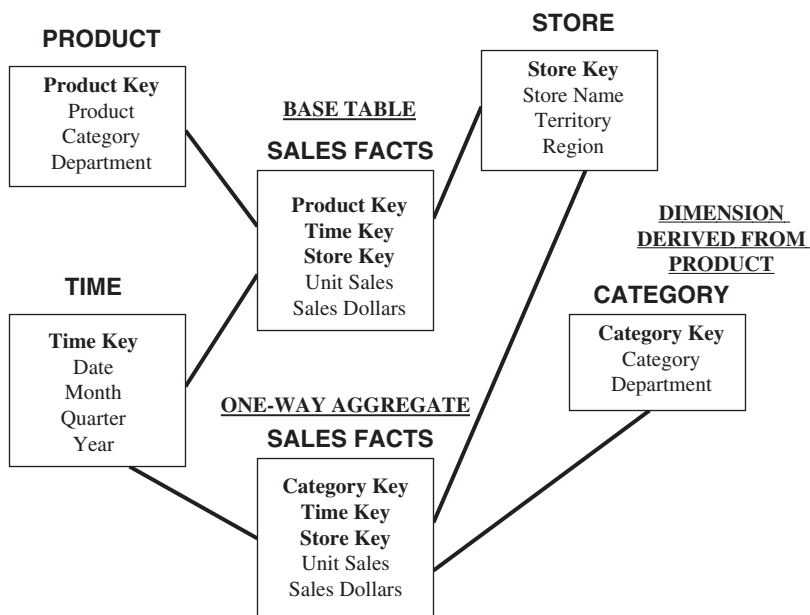 PRODUCT
Product Key
Product
Category
Department
STORE
Store Key
Store Name
Territory
Region
BASE TABLE
SALES FACTS
Product Key
Time Key
Store Key
Unit Sales
Sales Dollars
TIME
Time Key
Date
Month
Quarter
Year
DIMENSION
DERIVED FROM
PRODUCT
CATEGORY
Category Key
Category
Department
ONE-WAY AGGREGATE
SALES FACTS
Category Key
Time Key
Store Key
Unit Sales
Sales Dollars